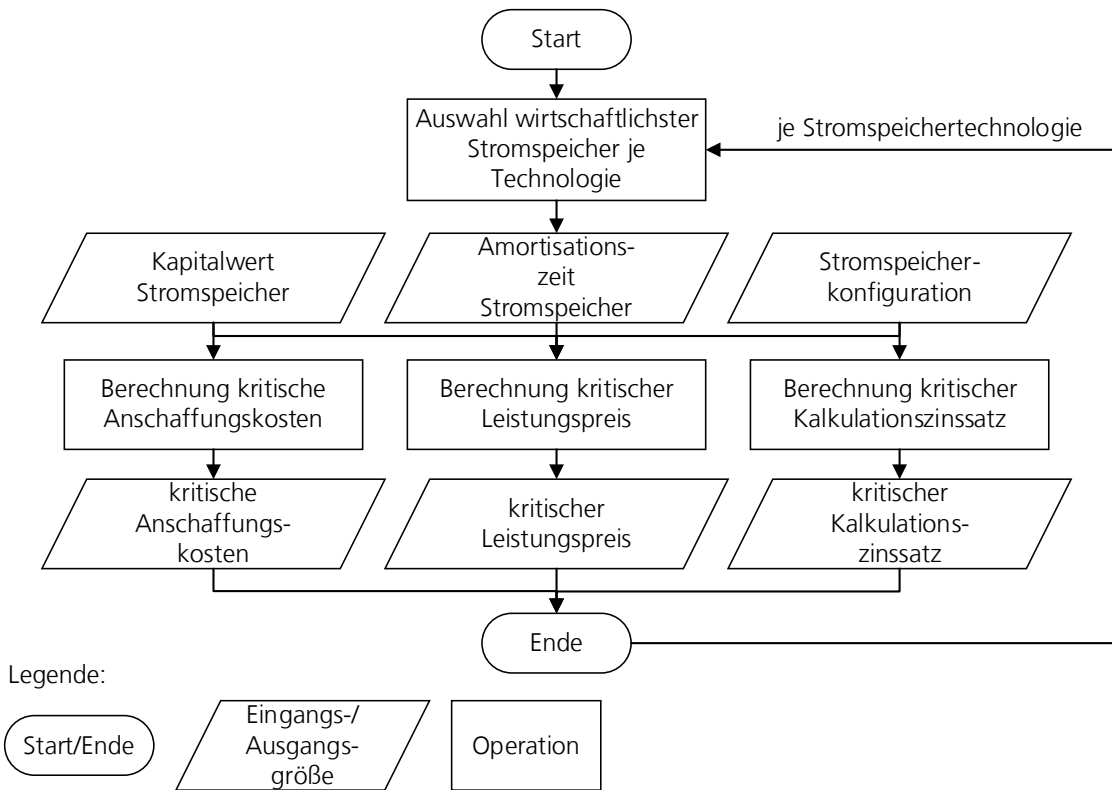 Start
Auswahl wirtschaftlichster
Stromspeicher je
Technologie
je Stromspeichertechnologie
Kapitalwert
Stromspeicher
Amortisations-
zeit
Stromspeicher
Stromspeicher-
konfiguration
Berechnung kritische
Anschaffungskosten
Berechnung kritischer
Leistungspreis
Berechnung kritischer
Kalkulationszinssatz
kritische
Anschaffungs-
kosten
kritischer
Leistungspreis
kritischer
Kalkulations-
zinssatz
Ende
Legende:
Start/Ende
Eingangs-/
Ausgangs-
größe
Operation